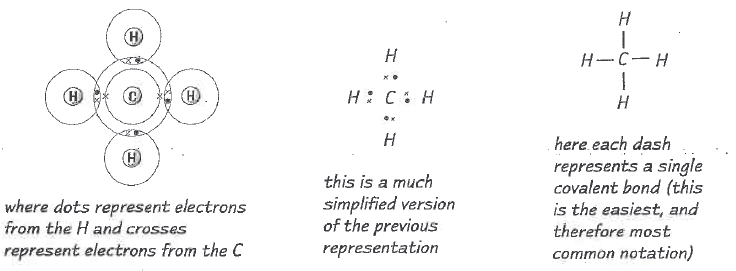 H
H C H
H
where dots represent electrons
from the H and crosses
represent electrons from the C
H
H C H
H
this is a much
simplified version
of the previous
representation
H
H — C — H
H
here each dash
represents a single
covalent bond (this
is the easiest, and
therefore most
common notation)